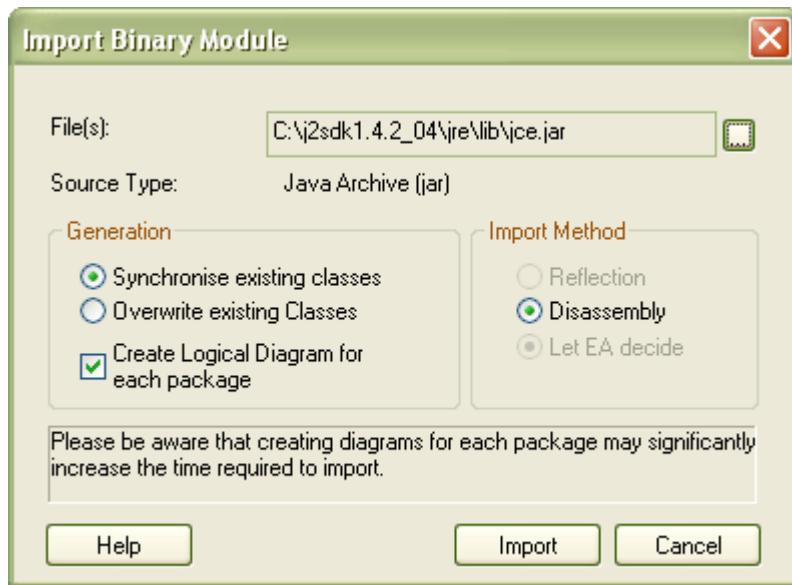 Import Binary Module
File(s):
C:\j2sdk1.4.2_04\jre\lib\jce.jar
...
Source Type:
Java Archive (jar)
Generation
Synchronise existing classes
Overwrite existing Classes
Create Logical Diagram for
each package
Import Method
Reflection
Disassembly
Let EA decide
Please be aware that creating diagrams for each package may significantly
increase the time required to import.
Help
Import
Cancel